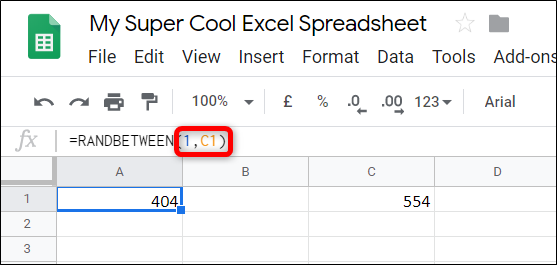 My Super Cool Excel Spreadsheet
File Edit View Insert Format Data Tools Add-ons
100% £ % .0 .00 123 Arial
fx =RANDBETWEEN(1,C1)
A B C D
1 404 554
2
3